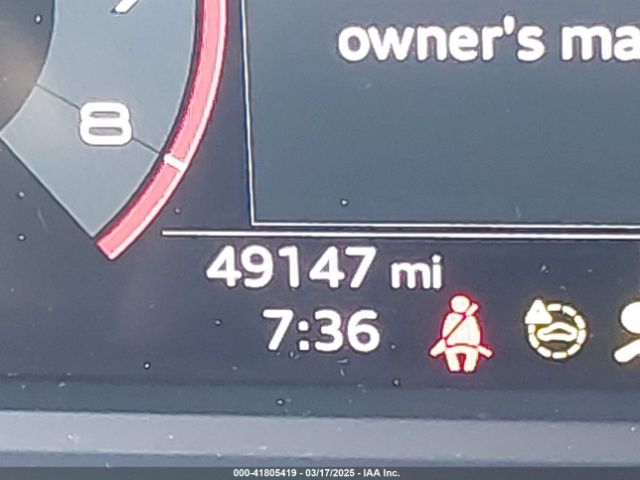 owner's ma
8
49147 mi
7:36
000-41805419 - 03/17/2025 - IAA Inc.